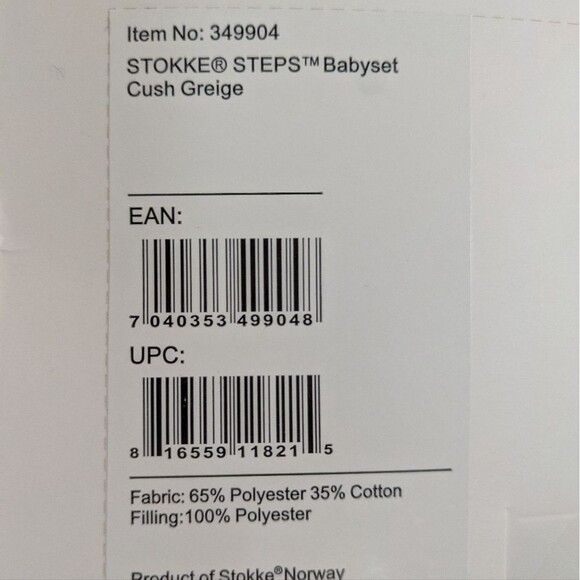 Item No: 349904
STOKKE® STEPS™ Babyset
Cush Greige
EAN:
7 040353 499048
UPC:
8 16559 11821 5
Fabric: 65% Polyester 35% Cotton
Filling:100% Polyester
Product of Stokke® Norway